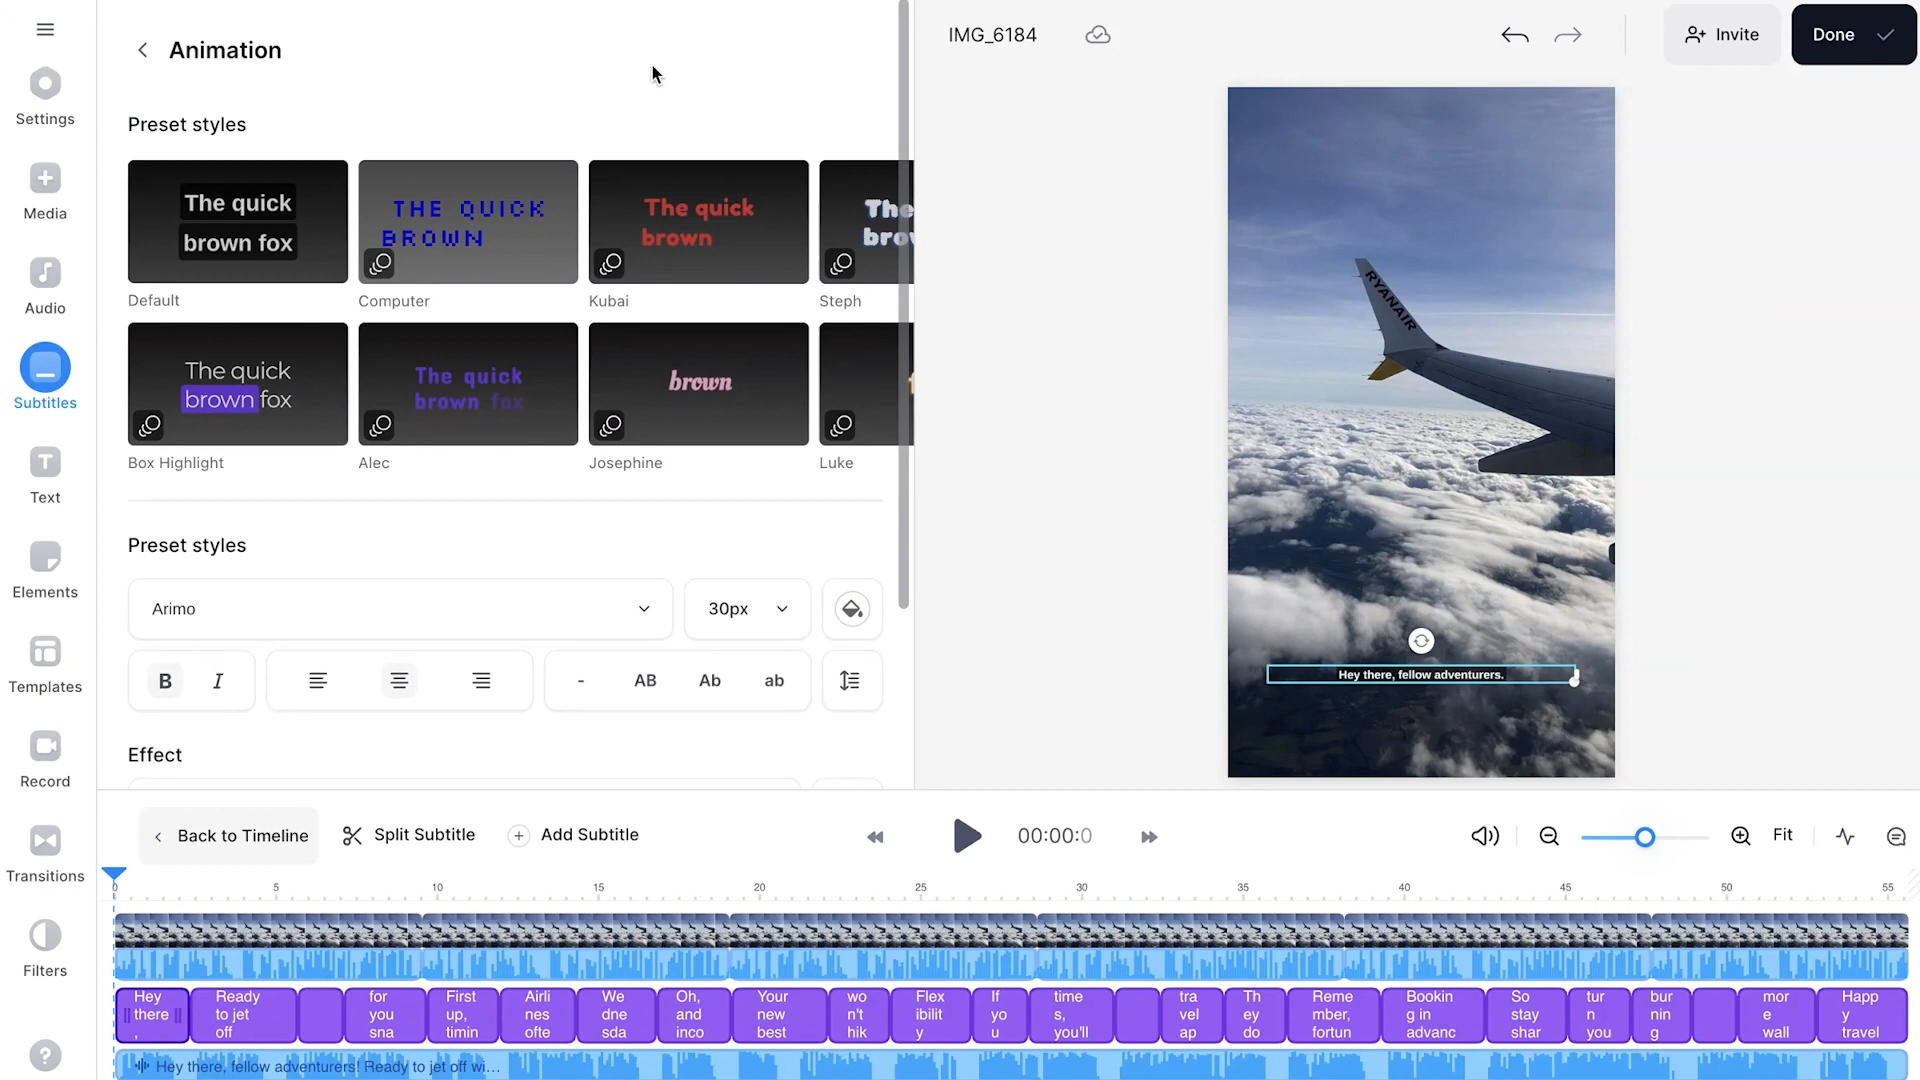 Animation
IMG_6184
Invite
Done
Settings
Media
Audio
Subtitles
Text
Elements
Templates
Record
Transitions
Filters
Preset styles
The quick
brown fox
Default
THE QUICK
BROWN
Computer
The quick
brown
Kubai
The
Steph
The quick
brown fox
Box Highlight
The quick
brown fox
Alec
brown
Josephine
Luke
Preset styles
Arimo
30px
B
I
-
AB
Ab
ab
Effect
RYANAIR
Hey there, fellow adventurers.
Back to Timeline
Split Subtitle
Add Subtitle
00:00:0
Fit
0
5
10
15
20
25
30
35
40
45
50
55
Hey
there
,
Ready
to jet
off
for
you
sna
First
up,
timin
Airli
nes
ofte
We
dne
sda
Oh,
and
inco
Your
new
best
wo
n't
hik
Flex
ibilit
y
If
yo
u
time
s,
you'll
tra
vel
ap
Th
ey
do
Reme
mber,
fortun
Bookin
g in
advanc
So
stay
shar
tur
n
you
bur
nin
g
mor
e
wall
Happ
y
travel
Hey there, fellow adventurers! Ready to jet off wi...